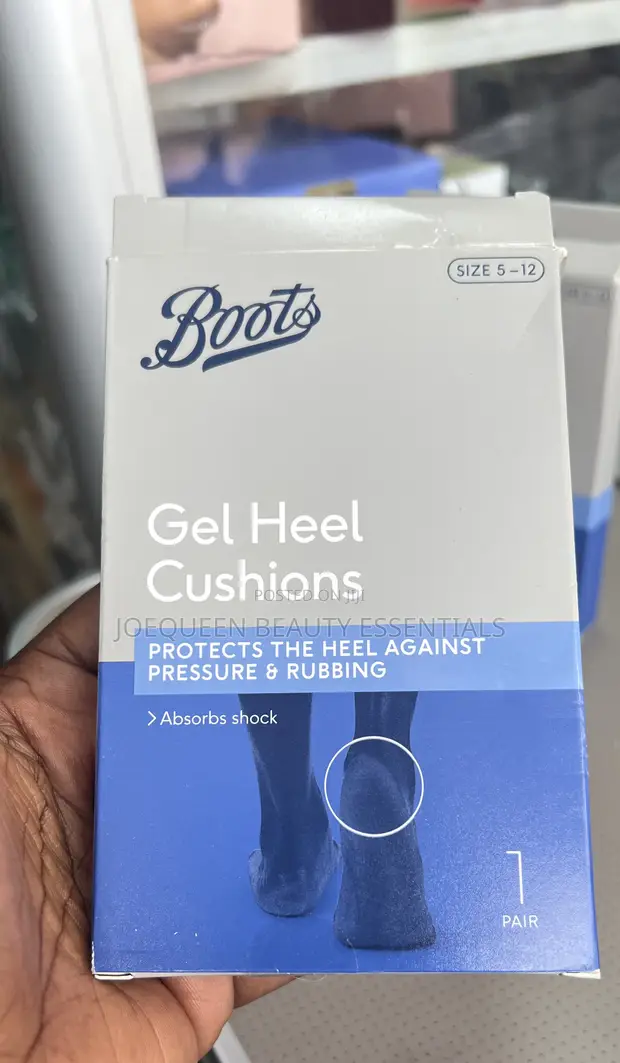 SIZE 5-12
Boots
Gel Heel
Cushions
POSTED ON JIJI
JOEQUEEN BEAUTY ESSENTIALS
PROTECTS THE HEEL AGAINST
PRESSURE & RUBBING
>Absorbs shock
1
PAIR